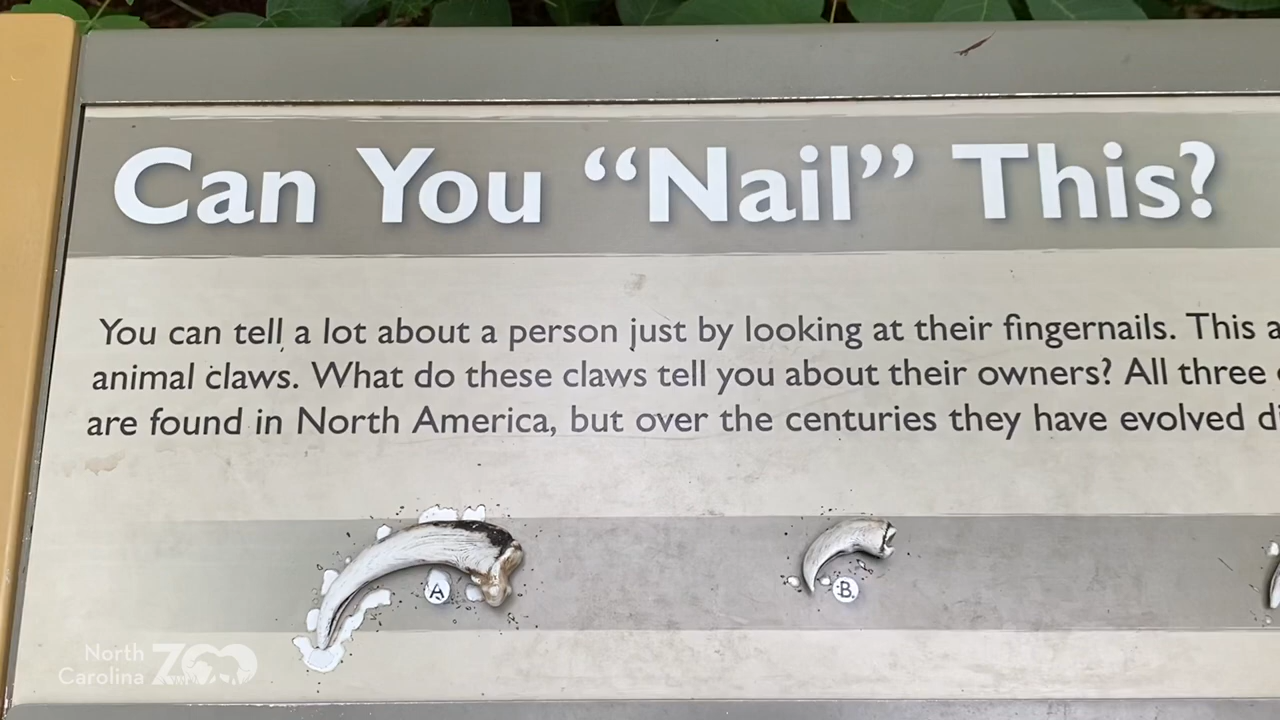 Can You “Nail” This?
You can tell a lot about a person just by looking at their fingernails. This a
animal claws. What do these claws tell you about their owners? All three
are found in North America, but over the centuries they have evolved d
A
B
North
Carolina ZOO